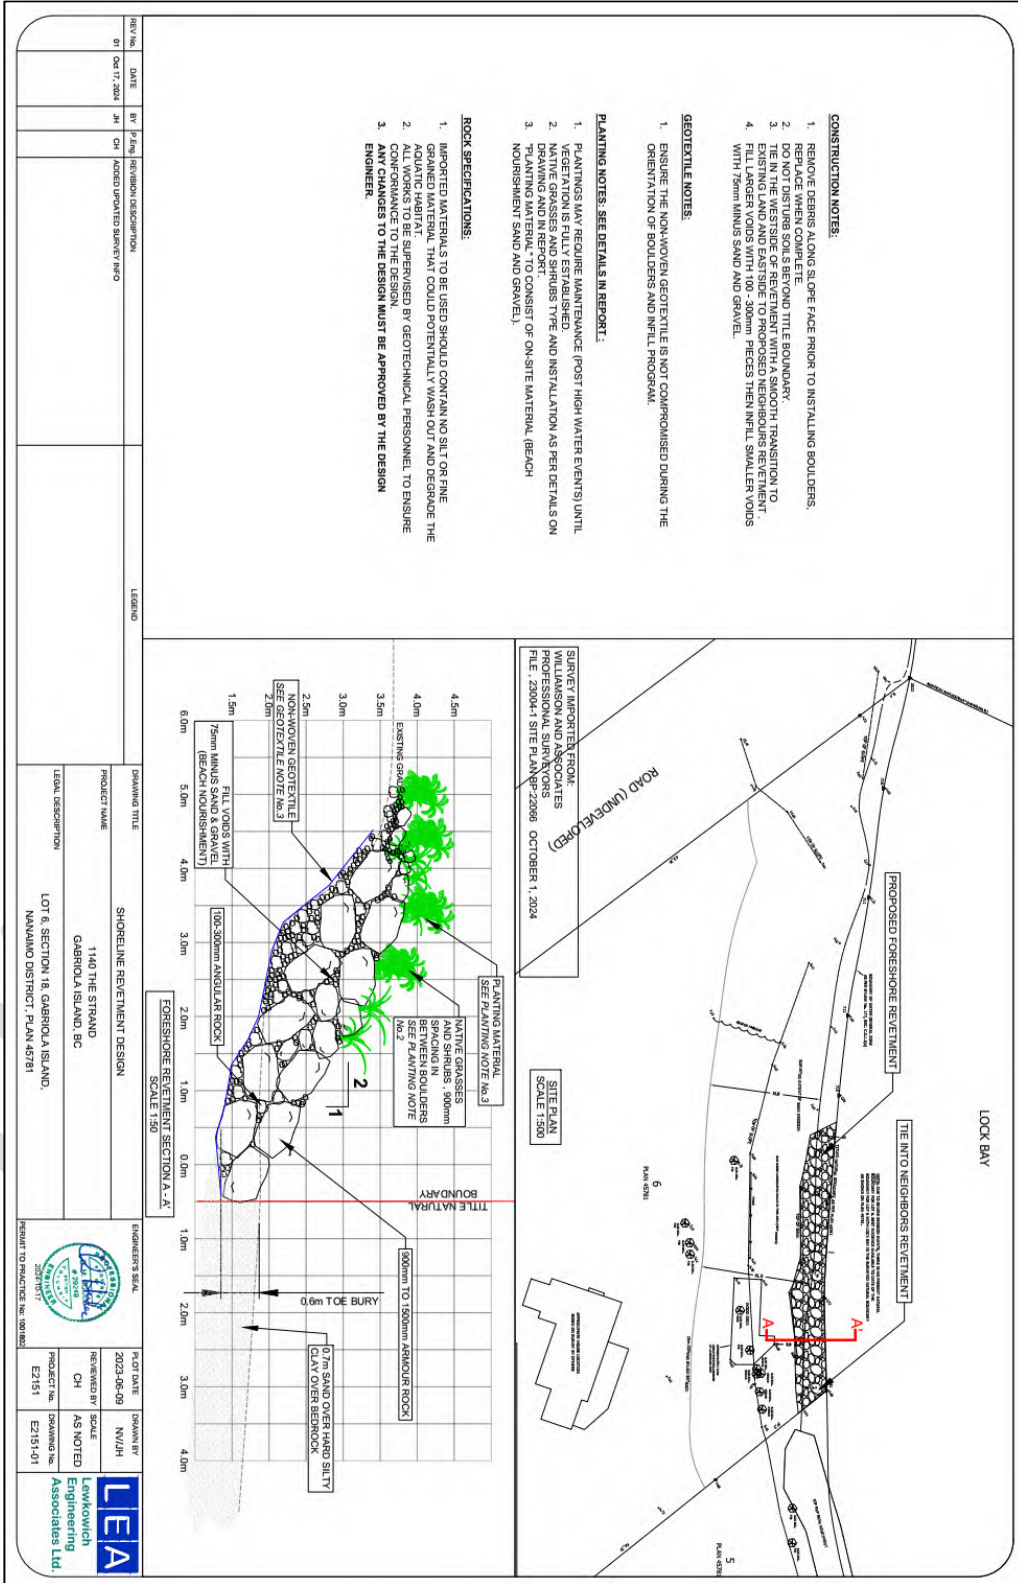 CONSTRUCTION NOTES:
1. REMOVE DEBRIS ALONG SLOPE FACE PRIOR TO INSTALLING BOULDERS,
REPLACE WHEN COMPLETE.
2. DO NOT DISTURB SOILS BEYOND TITLE BOUNDARY.
3. TIE IN THE WESTSIDE OF REVETMENT WITH A SMOOTH TRANSITION TO
EXISTING LAND AND EASTSIDE TO PROPOSED NEIGHBOURS REVETMENT.
4. FILL LARGER VOIDS WITH 100 - 300mm PIECES THEN INFILL SMALLER VOIDS
WITH 75mm MINUS SAND AND GRAVEL.
GEOTEXTILE NOTES:
1. ENSURE THE NON-WOVEN GEOTEXTILE IS NOT COMPROMISED DURING THE
ORIENTATION OF BOULDERS AND INFILL PROGRAM.
PLANTING NOTES: SEE DETAILS IN REPORT :
1. PLANTINGS MAY REQUIRE MAINTENANCE (POST HIGH WATER EVENTS) UNTIL
VEGETATION IS FULLY ESTABLISHED.
2. NATIVE GRASSES AND SHRUBS TYPE AND INSTALLATION AS PER DETAILS ON
DRAWING AND IN REPORT.
3. "PLANTING MATERIAL" TO CONSIST OF ON-SITE MATERIAL (BEACH
NOURISHMENT SAND AND GRAVEL).
ROCK SPECIFICATIONS:
1. IMPORTED MATERIALS TO BE USED SHOULD CONTAIN NO SILT OR FINE
GRAINED MATERIAL THAT COULD POTENTIALLY WASH OUT AND DEGRADE THE
AQUATIC HABITAT.
2. ALL WORKS TO BE SUPERVISED BY GEOTECHNICAL PERSONNEL TO ENSURE
CONFORMANCE TO THE DESIGN.
3. ANY CHANGES TO THE DESIGN MUST BE APPROVED BY THE DESIGN
ENGINEER.
LOCK BAY
PROPOSED FORESHORE REVETMENT
TIE INTO NEIGHBORS REVETMENT
ROAD (UNDEVELOPED)
A
A'
6
PLAN 45781
5
PLAN 45781
SITE PLAN
SCALE 1:500
SURVEY IMPORTED FROM:
WILLIAMSON AND ASSOCIATES
PROFESSIONAL SURVEYORS
FILE , 23004-1 SITE PLAN BP-22066 OCTOBER 1, 2024
PLANTING MATERIAL
SEE PLANTING NOTE No.3
NATIVE GRASSES
AND SHRUBS , 900mm
SPACING IN
BETWEEN BOULDERS
SEE PLANTING NOTE
No.2
TITLE NATURAL
BOUNDARY
4.5m
4.0m
3.5m
3.0m
2.5m
2.0m
1.5m
EXISTING GRADE
2
1
900mm TO 1500mm ARMOUR ROCK
0.6m TOE BURY
0.7m SAND OVER HARD SILTY
CLAY OVER BEDROCK
NON-WOVEN GEOTEXTILE
SEE GEOTEXTILE NOTE No.3
FILL VOIDS WITH
75mm MINUS SAND & GRAVEL
(BEACH NOURISHMENT)
100-300mm ANGULAR ROCK
6.0m 5.0m 4.0m 3.0m 2.0m 1.0m 0.0m 1.0m 2.0m 3.0m 4.0m
FORESHORE REVETMENT SECTION A - A'
SCALE 1:50
REV No. DATE BY P.Eng. REVISION DESCRIPTION
01 Oct 17, 2024 JH CH ADDED UPDATED SURVEY INFO
LEGEND
DRAWING TITLE
SHORELINE REVETMENT DESIGN
PROJECT NAME
1140 THE STRAND
GABRIOLA ISLAND, BC
LEGAL DESCRIPTION
LOT 6, SECTION 18, GABRIOLA ISLAND,
NANAIMO DISTRICT, PLAN 45781
ENGINEER'S SEAL
2024-10-17
PERMIT TO PRACTICE No: 1001802
PLOT DATE
2023-06-09
DRAWN BY
NV/JH
REVIEWED BY
CH
SCALE
AS NOTED
PROJECT No.
E2151
DRAWING No.
E2151-01
LEA
Lewkowich
Engineering
Associates Ltd.